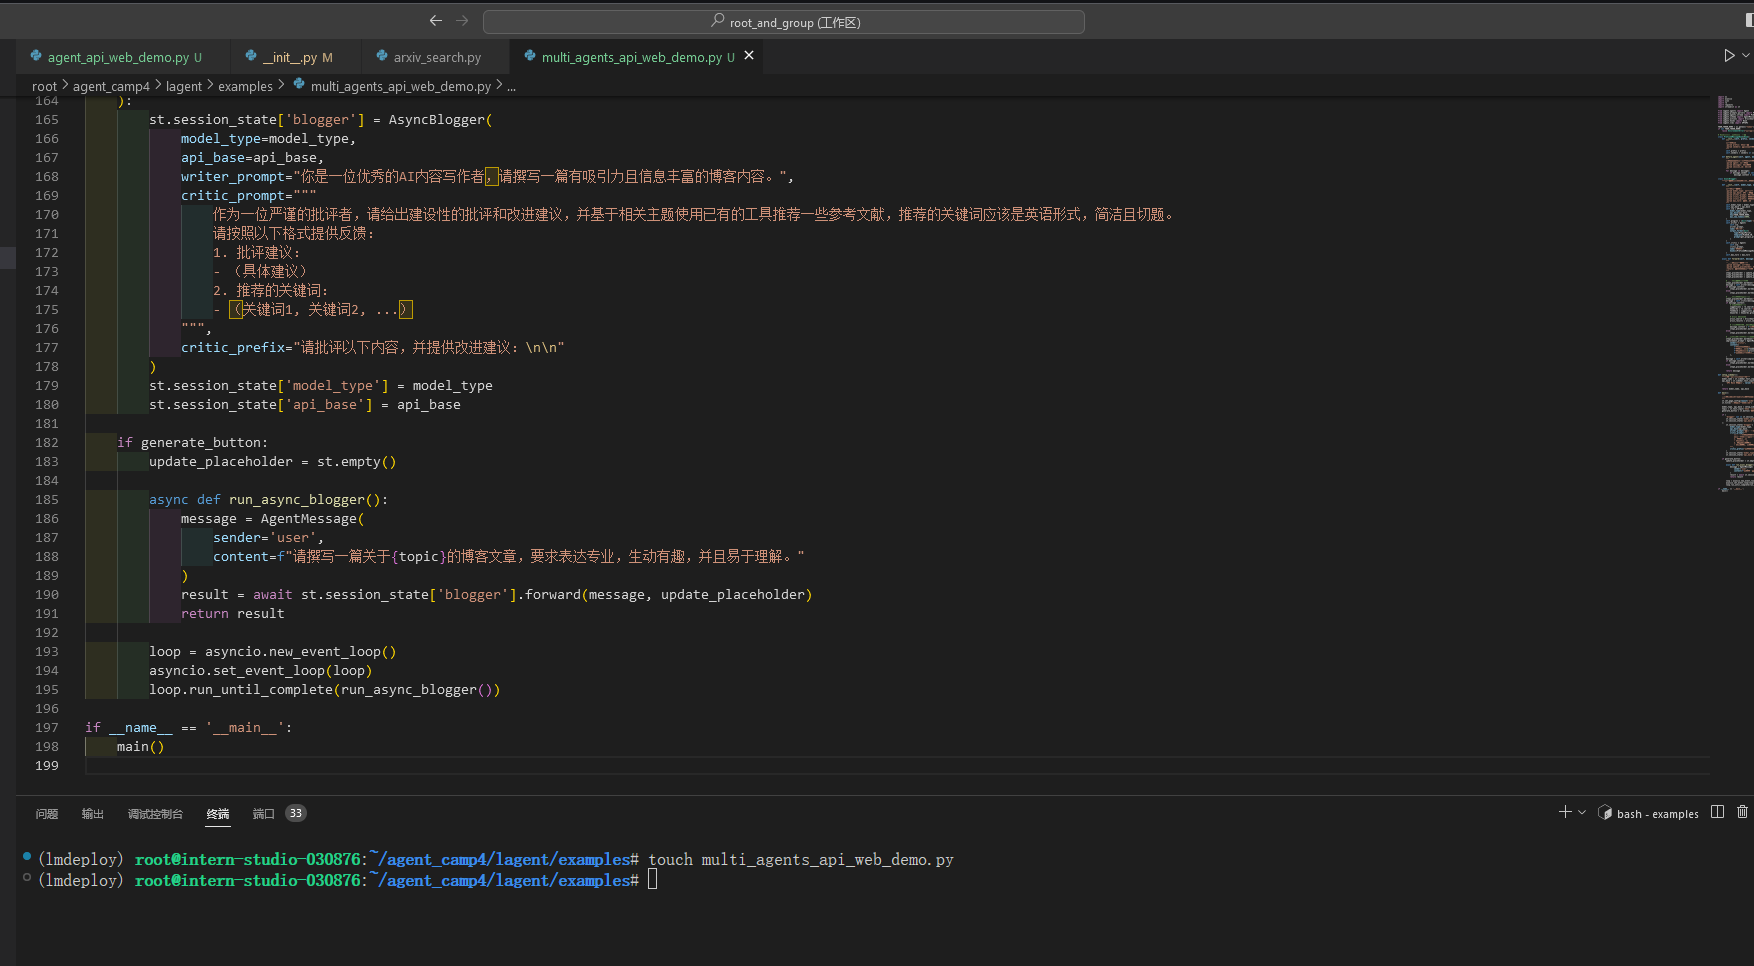 root_and_group (工作区)
agent_api_web_demo.py U
__init__.py M
arxiv_search.py
multi_agents_api_web_demo.py U
root > agent_camp4 > lagent > examples > multi_agents_api_web_demo.py > ...
164 ):
165 st.session_state['blogger'] = AsyncBlogger(
166 model_type=model_type,
167 api_base=api_base,
168 writer_prompt="你是一位优秀的AI内容写作者，请撰写一篇有吸引力且信息丰富的博客内容。",
169 critic_prompt="""
170 作为一位严谨的批评者，请给出建设性的批评和改进建议，并基于相关主题使用已有的工具推荐一些参考文献，推荐的关键词应该是英语形式，简洁且切题。
171 请按照以下格式提供反馈：
172 1. 批评建议：
173 - （具体建议）
174 2. 推荐的关键词：
175 - （关键词1, 关键词2, ...）
176 """,
177 critic_prefix="请批评以下内容，并提供改进建议：\n\n"
178 )
179 st.session_state['model_type'] = model_type
180 st.session_state['api_base'] = api_base
181
182 if generate_button:
183 update_placeholder = st.empty()
184
185 async def run_async_blogger():
186 message = AgentMessage(
187 sender='user',
188 content=f"请撰写一篇关于{topic}的博客文章，要求表达专业，生动有趣，并且易于理解。"
189 )
190 result = await st.session_state['blogger'].forward(message, update_placeholder)
191 return result
192
193 loop = asyncio.new_event_loop()
194 asyncio.set_event_loop(loop)
195 loop.run_until_complete(run_async_blogger())
196
197 if __name__ == '__main__':
198 main()
199
问题 输出 调试控制台 终端 端口 33
bash - examples
(lmdeploy) root@intern-studio-030876:~/agent_camp4/lagent/examples# touch multi_agents_api_web_demo.py
(lmdeploy) root@intern-studio-030876:~/agent_camp4/lagent/examples#